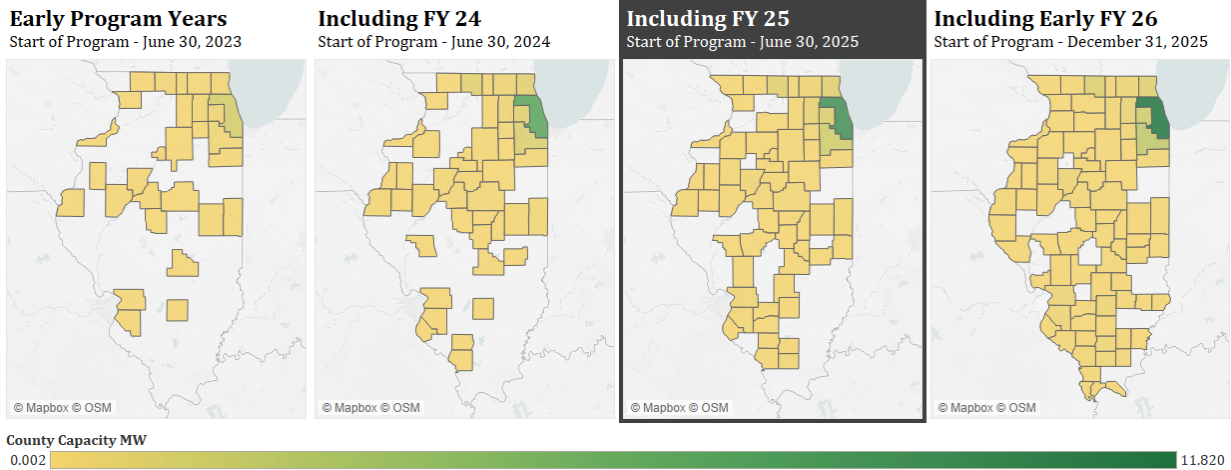 Early Program Years
Start of Program - June 30, 2023
Including FY 24
Start of Program - June 30, 2024
Including FY 25
Start of Program - June 30, 2025
Including Early FY 26
Start of Program - December 31, 2025
© Mapbox © OSM
© Mapbox © OSM
© Mapbox © OSM
© Mapbox © OSM
County Capacity MW
0.002
11.820